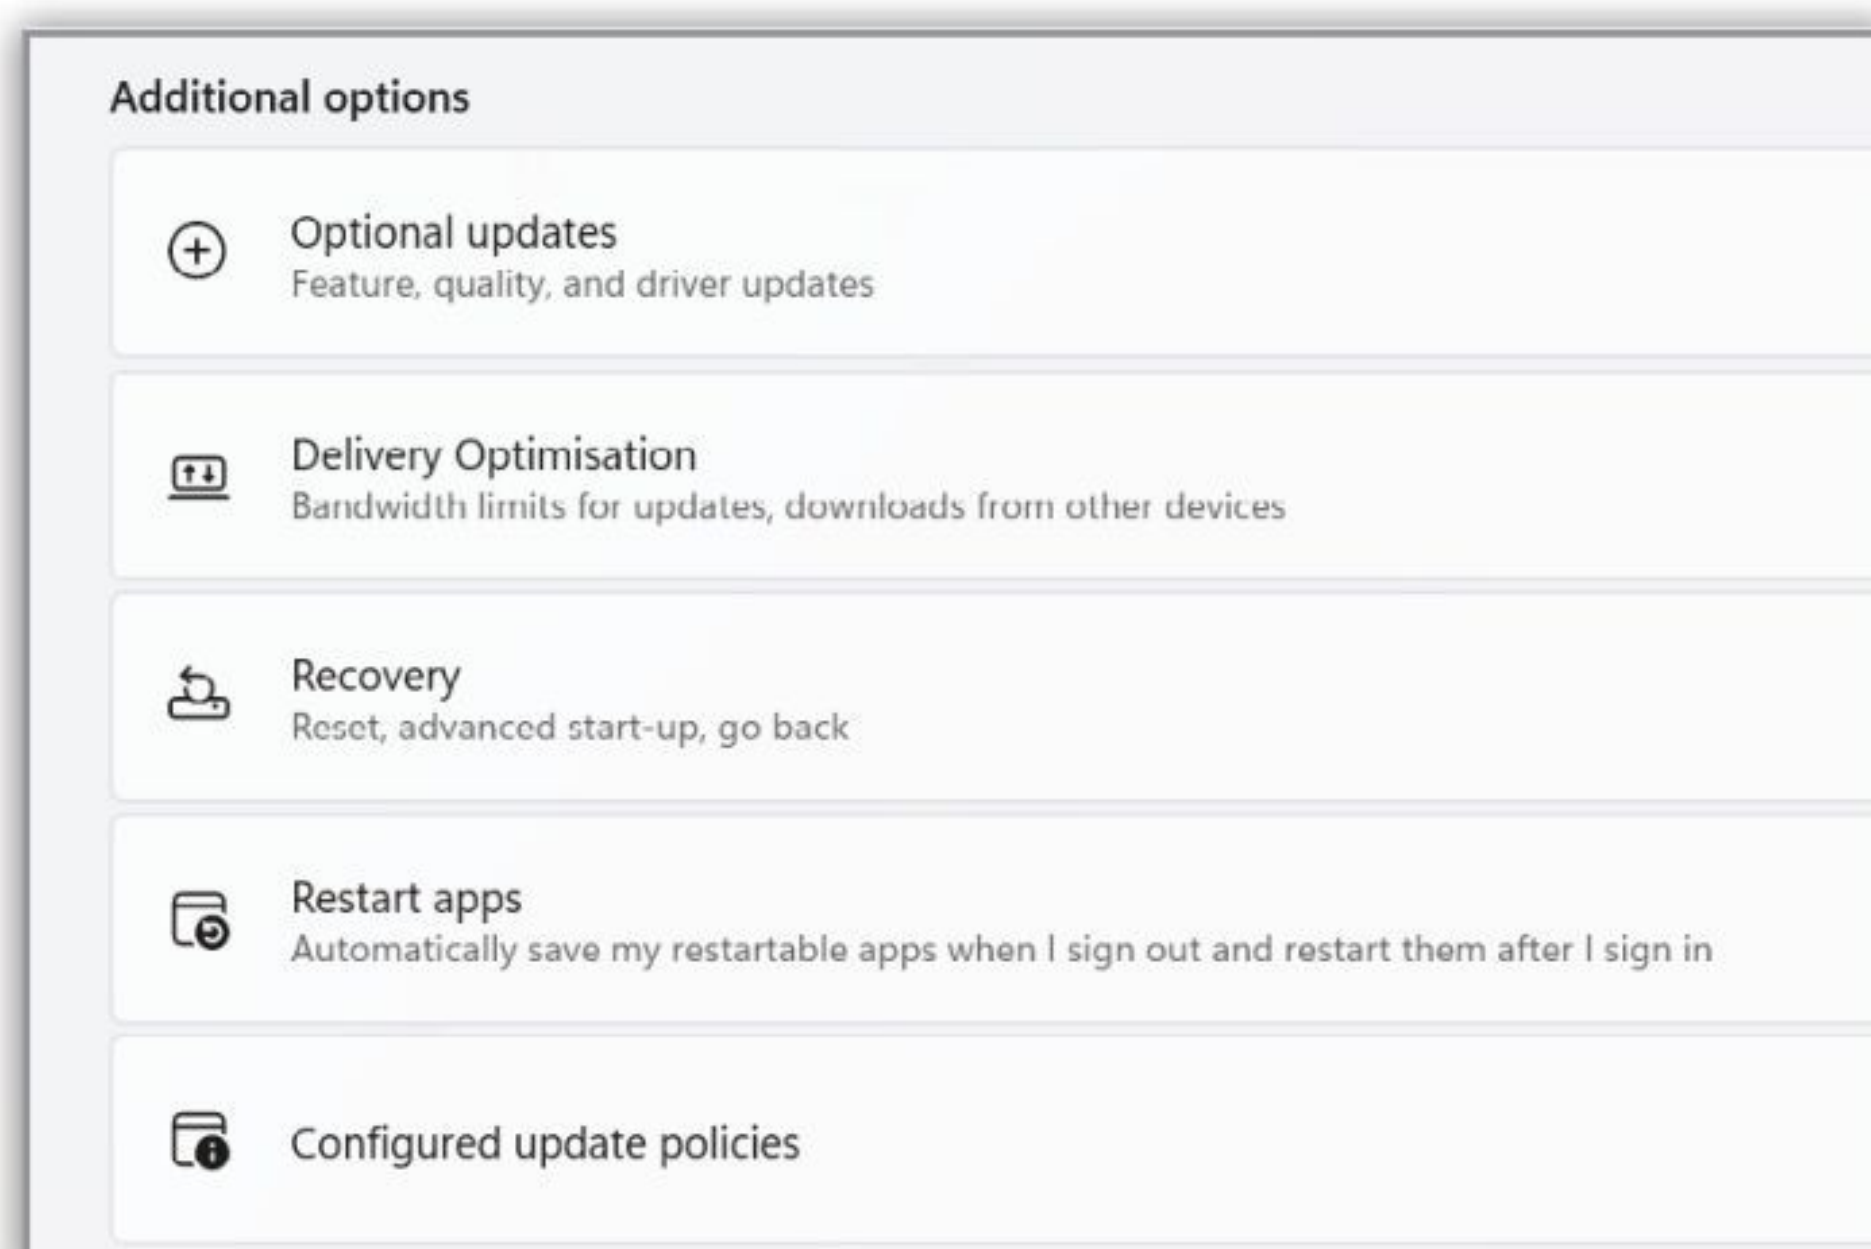 Additional options
Optional updates
Feature, quality, and driver updates
Delivery Optimisation
Bandwidth limits for updates, downloads from other devices
Recovery
Reset, advanced start-up, go back
Restart apps
Automatically save my restartable apps when I sign out and restart them after I sign in
Configured update policies